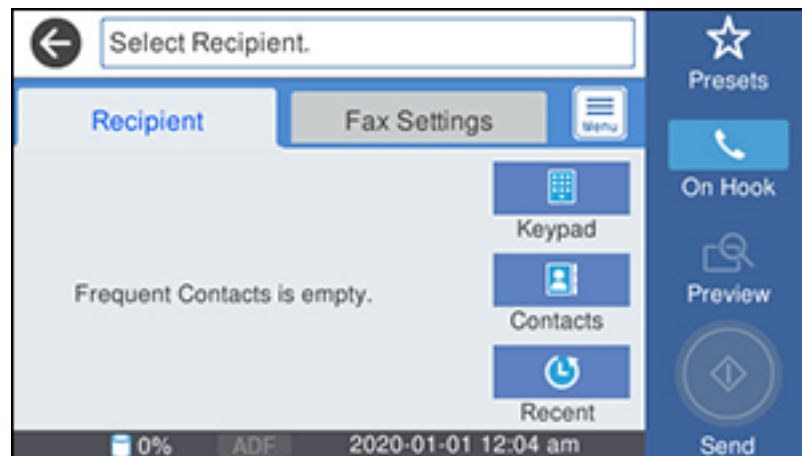 Select Recipient.
Presets
Recipient
Fax Settings
Menu
On Hook
Keypad
Frequent Contacts is empty.
Preview
Contacts
Recent
0%
ADF
2020-01-01 12:04 am
Send